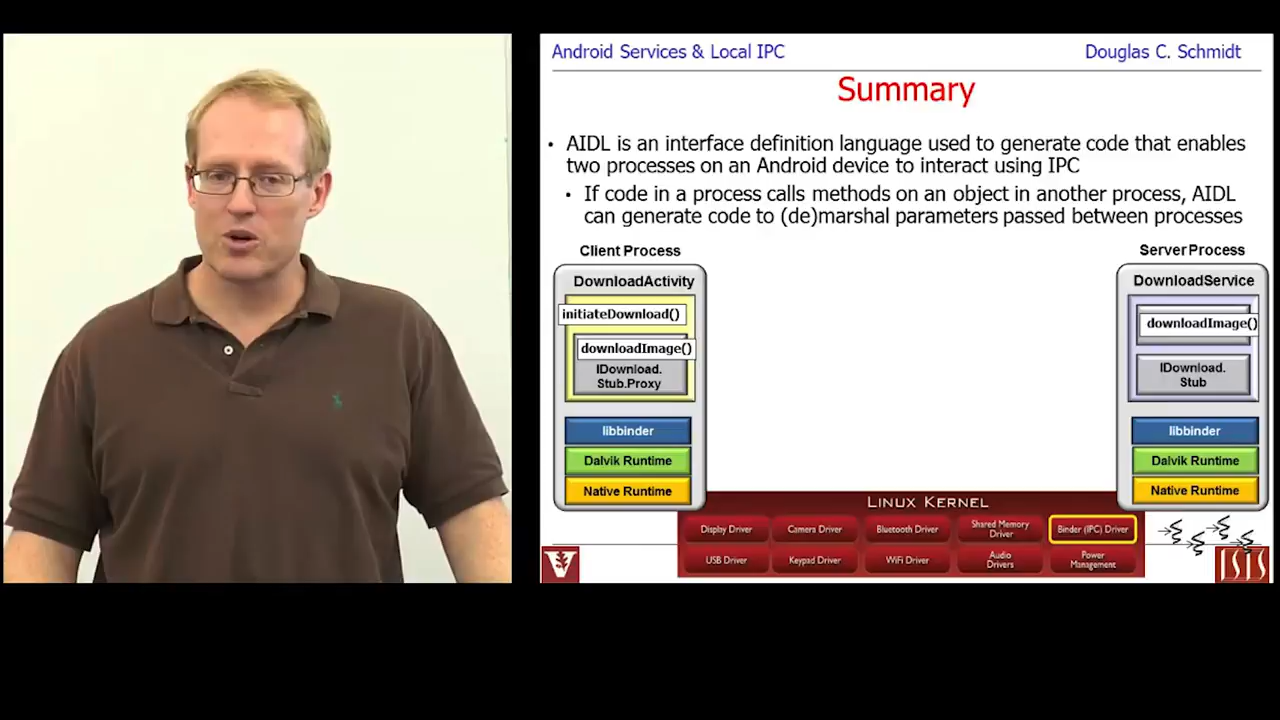 Android Services & Local IPC
Douglas C. Schmidt
Summary
• AIDL is an interface definition language used to generate code that enables
two processes on an Android device to interact using IPC
• If code in a process calls methods on an object in another process, AIDL
can generate code to (de)marshal parameters passed between processes
Client Process
DownloadActivity
initiateDownload()
downloadImage()
IDownload.
Stub.Proxy
libbinder
Dalvik Runtime
Native Runtime
Server Process
DownloadService
downloadImage()
IDownload.
Stub
libbinder
Dalvik Runtime
Native Runtime
LINUX KERNEL
Display Driver
Camera Driver
Bluetooth Driver
Shared Memory
Driver
Binder (IPC) Driver
USB Driver
Keypad Driver
WiFi Driver
Audio
Drivers
Power
Management
V
ISIS